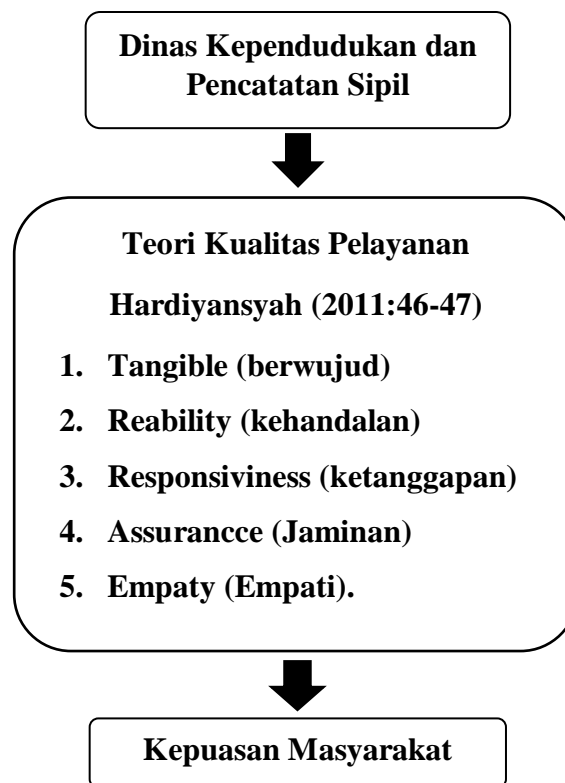 Dinas Kependudukan dan
Pencatatan Sipil
Teori Kualitas Pelayanan
Hardiyansyah (2011:46-47)
1. Tangible (berwujud)
2. Reability (kehandalan)
3. Responsiviness (ketanggapan)
4. Assurancce (Jaminan)
5. Empaty (Empati).
Kepuasan Masyarakat